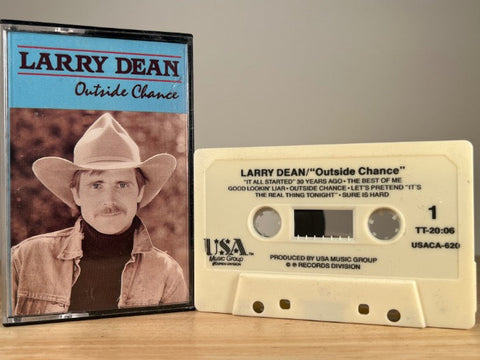 LARRY DEAN
Outside Chance
LARRY DEAN/"Outside Chance"
"IT ALL STARTED" 39 YEARS AGO · THE BEST OF ME
GOOD LOOKIN' LIAR · OUTSIDE CHANCE · LET'S PRETEND "IT'S
THE REAL THING TONIGHT" · SURE IS HARD
1
TT-20:06
USACA-620
USA™
Music Group
PRODUCED BY USA MUSIC GROUP
© ℗ RECORDS DIVISION